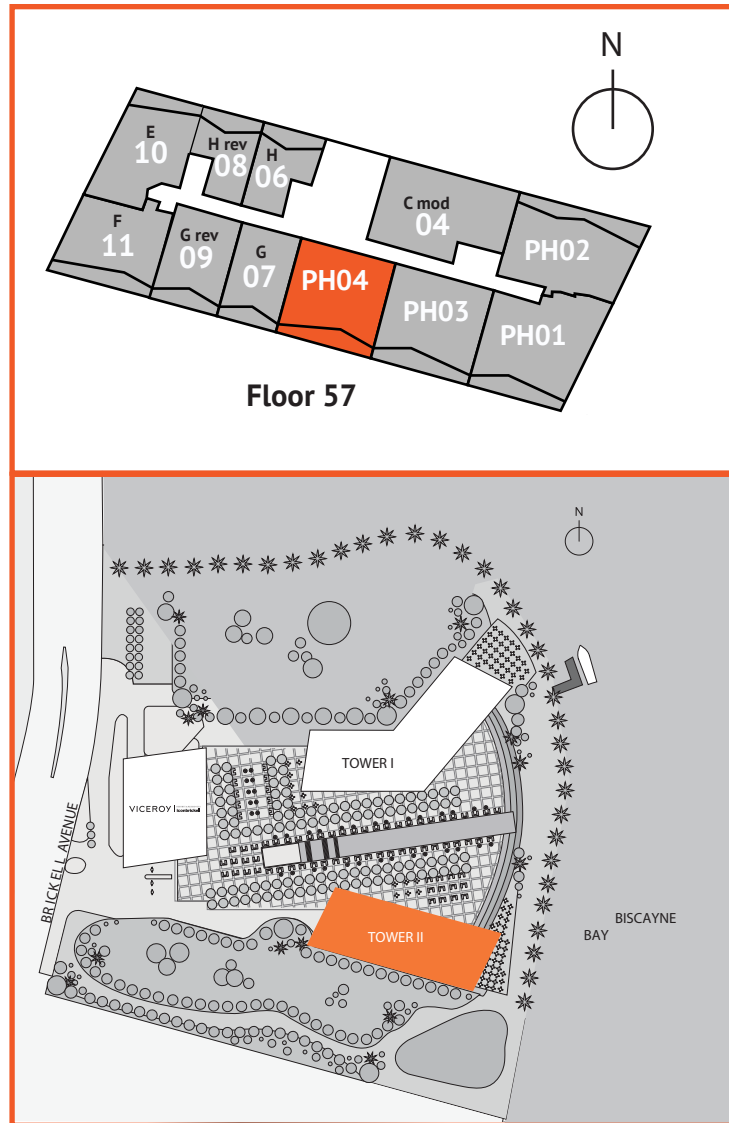 N
E
10
H rev
08
H
06
C mod
04
PH02
F
11
G rev
09
G
07
PH04
PH03
PH01
Floor 57
N
TOWER I
VICEROY
BRICKELL AVENUE
TOWER II
BISCAYNE
BAY